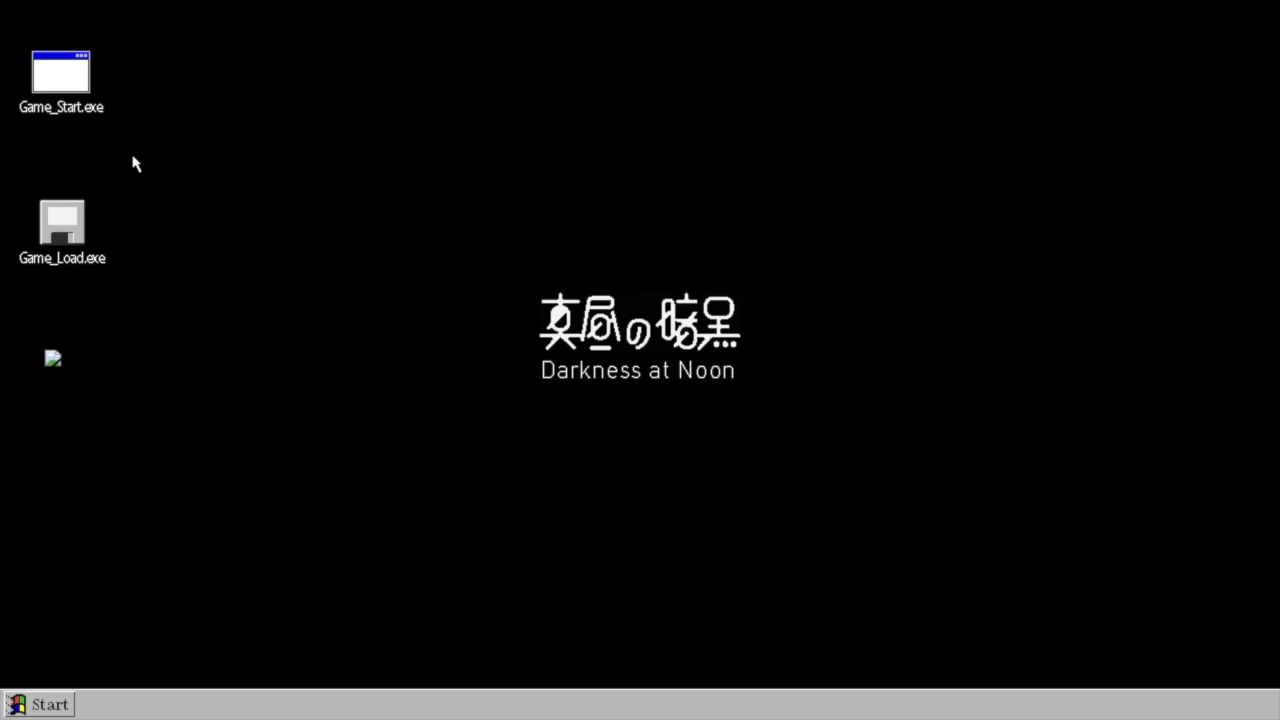 Game_Start.exe
Game_Load.exe
真昼の暗黒
Darkness at Noon
Start